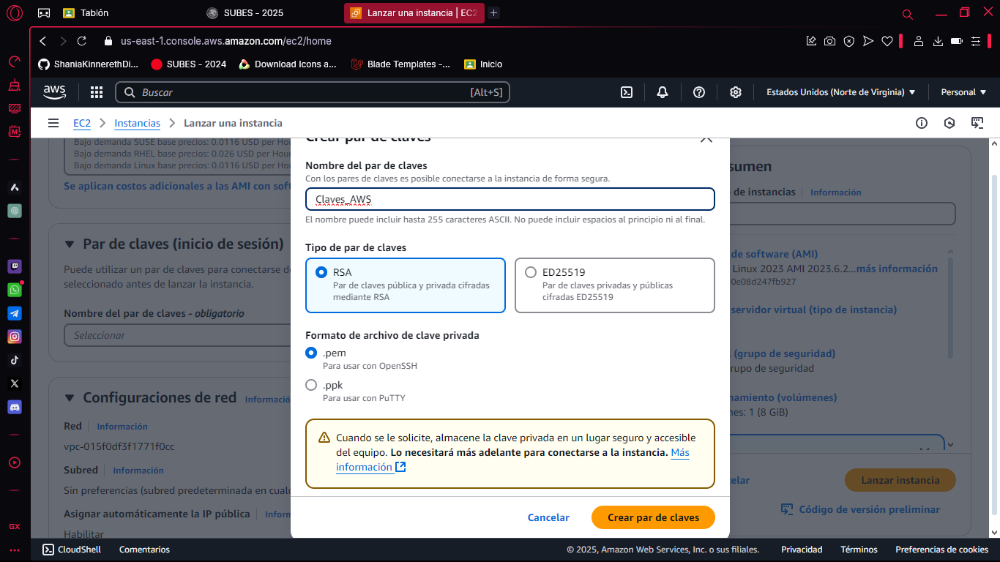 Tablón
SUBES - 2025
Lanzar una instancia | EC2
us-east-1.console.aws.amazon.com/ec2/home
ShaniaKinnerethDi...
SUBES - 2024
Download Icons a...
Blade Templates -...
Inicio
aws
Buscar
[Alt+S]
Estados Unidos (Norte de Virginia)
Personal
EC2
Instancias
Lanzar una instancia
Bajo demanda SUSE base precios: 0.0116 USD per Hou
Bajo demanda RHEL base precios: 0.026 USD per Hour
Bajo demanda Linux base precios: 0.0116 USD per Hou
Se aplican costos adicionales a las AMI con soft
Par de claves (inicio de sesión)
Puede utilizar un par de claves para conectarse de
seleccionado antes de lanzar la instancia.
Nombre del par de claves - obligatorio
Seleccionar
Configuraciones de red
Informació
Red
Información
vpc-015f0df3f1771f0cc
Subred
Información
Sin preferencias (subred predeterminada en cualq
Asignar automáticamente la IP pública
Inform
Habilitar
Crear par de claves
Nombre del par de claves
Con los pares de claves es posible conectarse a la instancia de forma segura.
Claves_AWS
El nombre puede incluir hasta 255 caracteres ASCII. No puede incluir espacios al principio ni al final.
Tipo de par de claves
RSA
Par de claves pública y privada cifradas
mediante RSA
ED25519
Par de claves privadas y públicas
cifradas ED25519
Formato de archivo de clave privada
.pem
Para usar con OpenSSH
.ppk
Para usar con PuTTY
Cuando se le solicite, almacene la clave privada en un lugar seguro y accesible
del equipo. Lo necesitará más adelante para conectarse a la instancia. Más
información
Cancelar
Crear par de claves
sumen
de instancias
Información
de software (AMI)
Linux 2023 AMI 2023.6.2...más información
0e08d247fb927
servidor virtual (tipo de instancia)
(grupo de seguridad)
rupo de seguridad
namiento (volúmenes)
nes: 1 (8 GiB)
elar
Lanzar instancia
Código de versión preliminar
GX
CloudShell
Comentarios
© 2025, Amazon Web Services, Inc. o sus filiales.
Privacidad
Términos
Preferencias de cookies